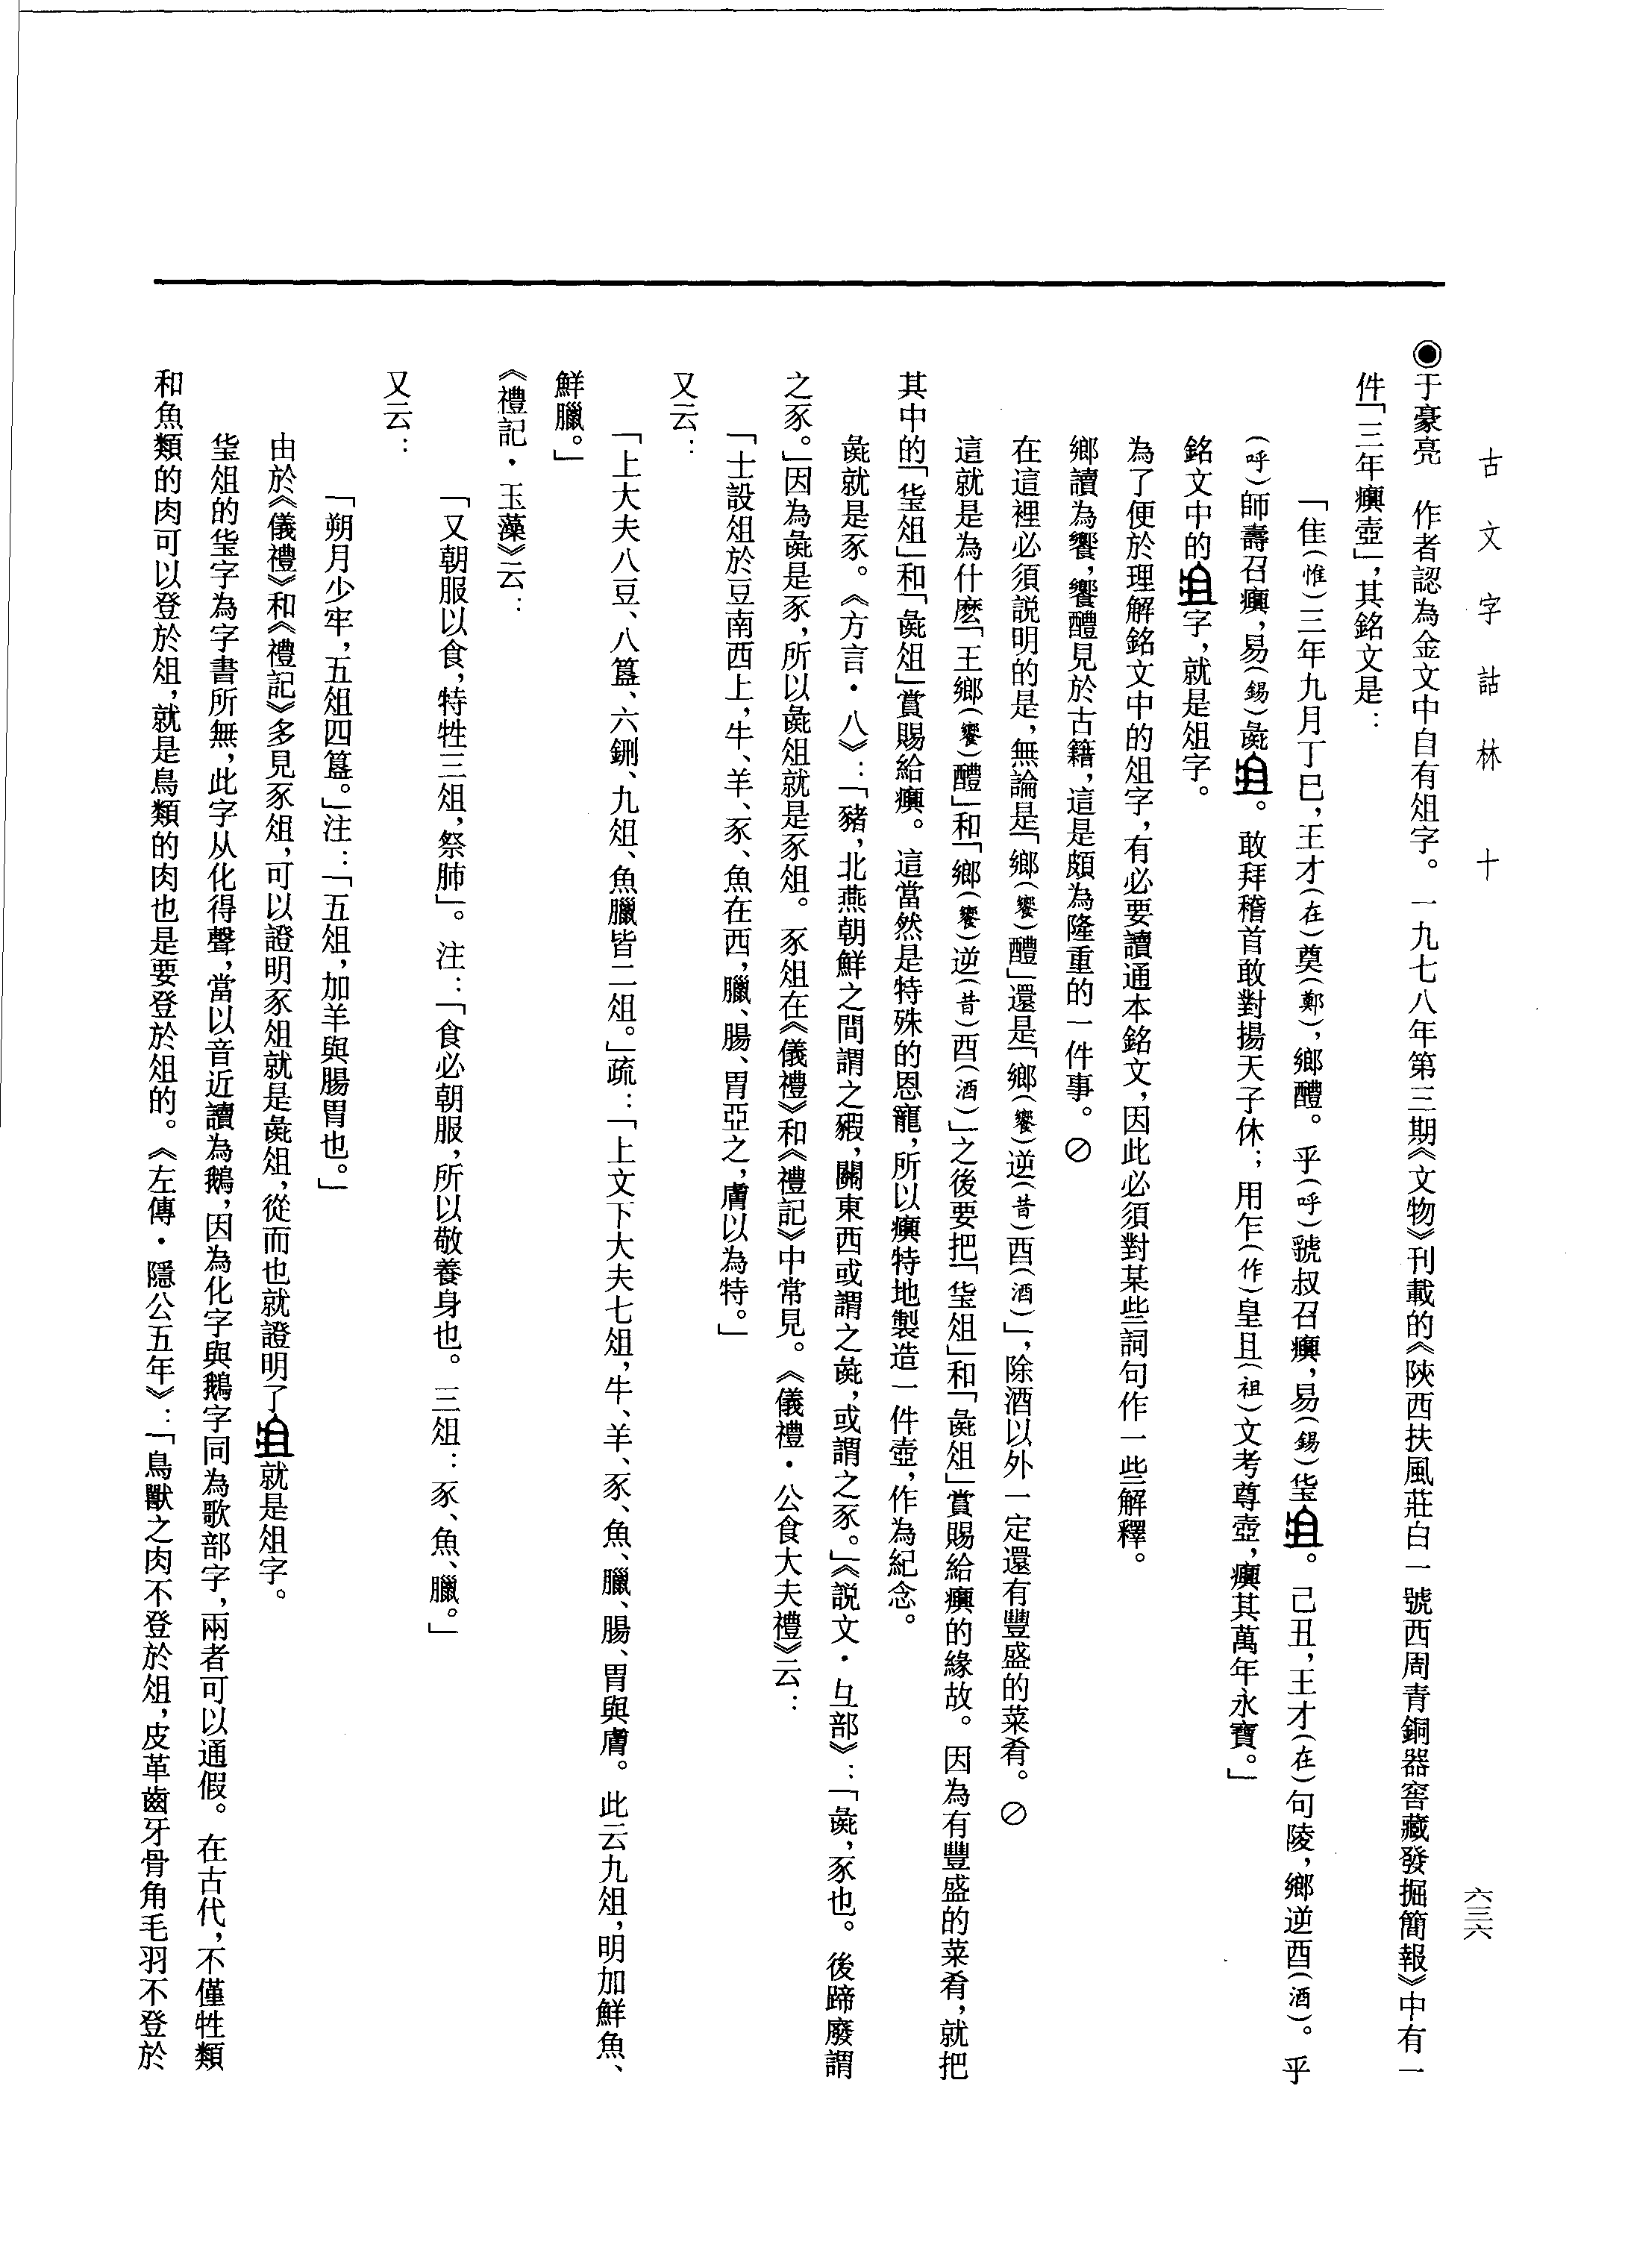 古文字詁林 十
六三六
◉于豪亮　作者認為金文中自有俎字。一九七八年第三期《文物》刊載的《陝西扶風莊白一號西周青銅器窖藏發掘簡報》中有一
件「三年𤼈壺」，其銘文是：
「隹（惟）三年九月丁巳，王才（在）奠（鄭），鄉醴。乎（呼）虢叔召𤼈，易（錫）𫭠。己丑，王才（在）句陵，鄉逆酉（酒）。乎
（呼）師壽召𤼈，易（錫）彘。敢拜稽首敢對揚天子休；用乍（作）皇且（祖）文考尊壺，𤼈其萬年永寶。」
銘文中的字，就是俎字。
為了便於理解銘文中的俎字，有必要讀通本銘文，因此必須對某些詞句作一些解釋。
鄉讀為饗，饗醴見於古籍，這是頗為隆重的一件事。⊘
在這裡必須説明的是，無論是「鄉（饗）醴」還是「鄉（饗）逆（昔）酉（酒）」，除酒以外一定還有豐盛的菜肴。⊘
這就是為什麽「王鄉（饗）醴」和「鄉（饗）逆（昔）酉（酒）」之後要把「俎」和「彘俎」賞賜給𤼈的緣故。因為有豐盛的菜肴，就把
其中的「俎」和「彘俎」賞賜給𤼈。這當然是特殊的恩寵，所以𤼈特地製造一件壺，作為紀念。
彘就是豕。《方言・八》：「豬，北燕朝鮮之間謂之豭，關東西或謂之彘，或謂之豕。」《説文・彑部》：「彘，豕也。後蹄廢謂
之豕。」因為彘是豕，所以彘俎就是豕俎。豕俎在《儀禮》和《禮記》中常見。《儀禮・公食大夫禮》云：
「士設俎於豆南西上，牛、羊、豕、魚在西，臘、腸、胃亞之，膚以為特。」
又云：
「上大夫八豆、八簋、六鉶、九俎、魚臘皆二俎。」疏：「上文下大夫七俎，牛、羊、豕、魚、臘、腸、胃與膚。此云九俎，明加鮮魚、
鮮臘。」
《禮記・玉藻》云：
「又朝服以食，特牲三俎，祭肺」。注：「食必朝服，所以敬養身也。三俎：豕、魚、臘。」
又云：
「朔月少牢，五俎四簋。」注：「五俎，加羊與腸胃也。」
由於《儀禮》和《禮記》多見豕俎，可以證明豕俎就是彘俎，從而也就證明了就是俎字。
俎的字為字書所無，此字从化得聲，當以音近讀為鵝，因為化字與鵝字同為歌部字，兩者可以通假。在古代，不僅牲類
和魚類的肉可以登於俎，就是鳥類的肉也是要登於俎的。《左傳・隱公五年》：「鳥獸之肉不登於俎，皮革齒牙骨角毛羽不登於